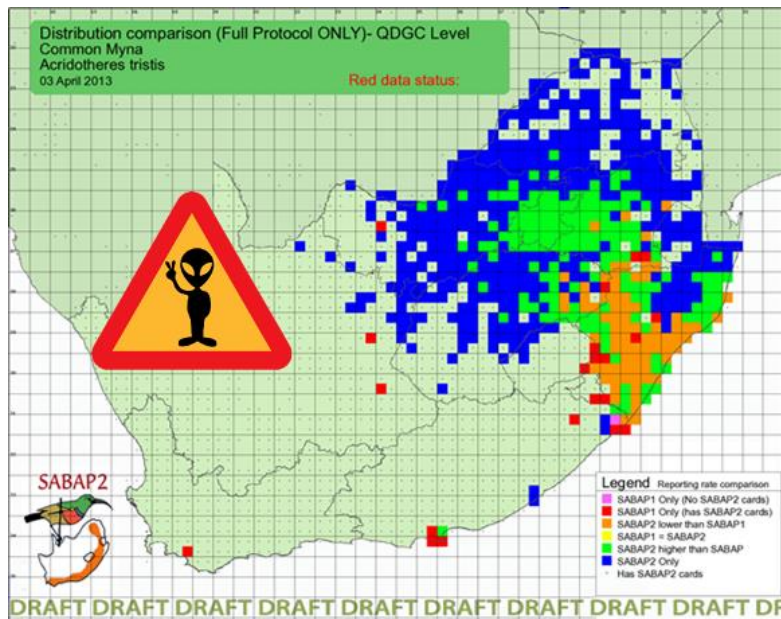 Distribution comparison (Full Protocol ONLY)- QDGC Level
Common Myna
Acridotheres tristis
03 April 2013
Red data status:
SABAP2
Legend Reporting rate comparison
SABAP1 Only (No SABAP2 cards)
SABAP1 Only (has SABAP2 cards)
SABAP2 lower than SABAP1
SABAP1 = SABAP2
SABAP2 higher than SABAP
SABAP2 Only
Has SABAP2 cards
DRAFT DRAFT DRAFT DRAFT DRAFT DRAFT DRAFT DRAFT DR